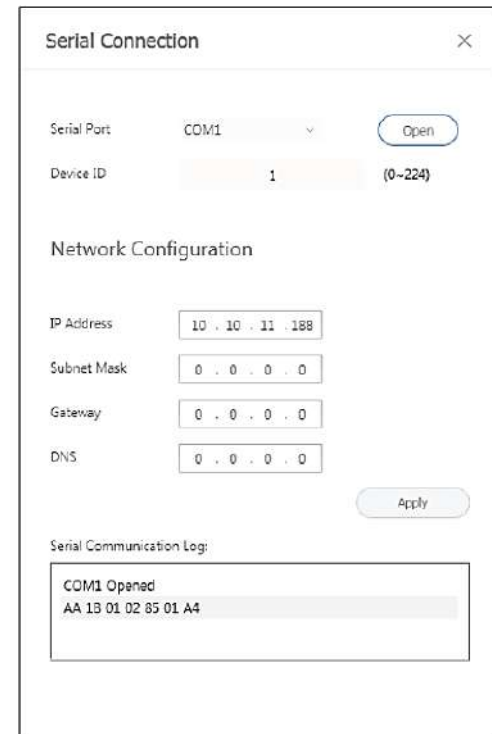 Serial Connection
Serial Port COM1 Open
Device ID 1 (0~224)
Network Configuration
IP Address 10 . 10 . 11 . 188
Subnet Mask 0 . 0 . 0 . 0
Gateway 0 . 0 . 0 . 0
DNS 0 . 0 . 0 . 0
Apply
Serial Communication Log:
COM1 Opened
AA 1B 01 02 85 01 A4